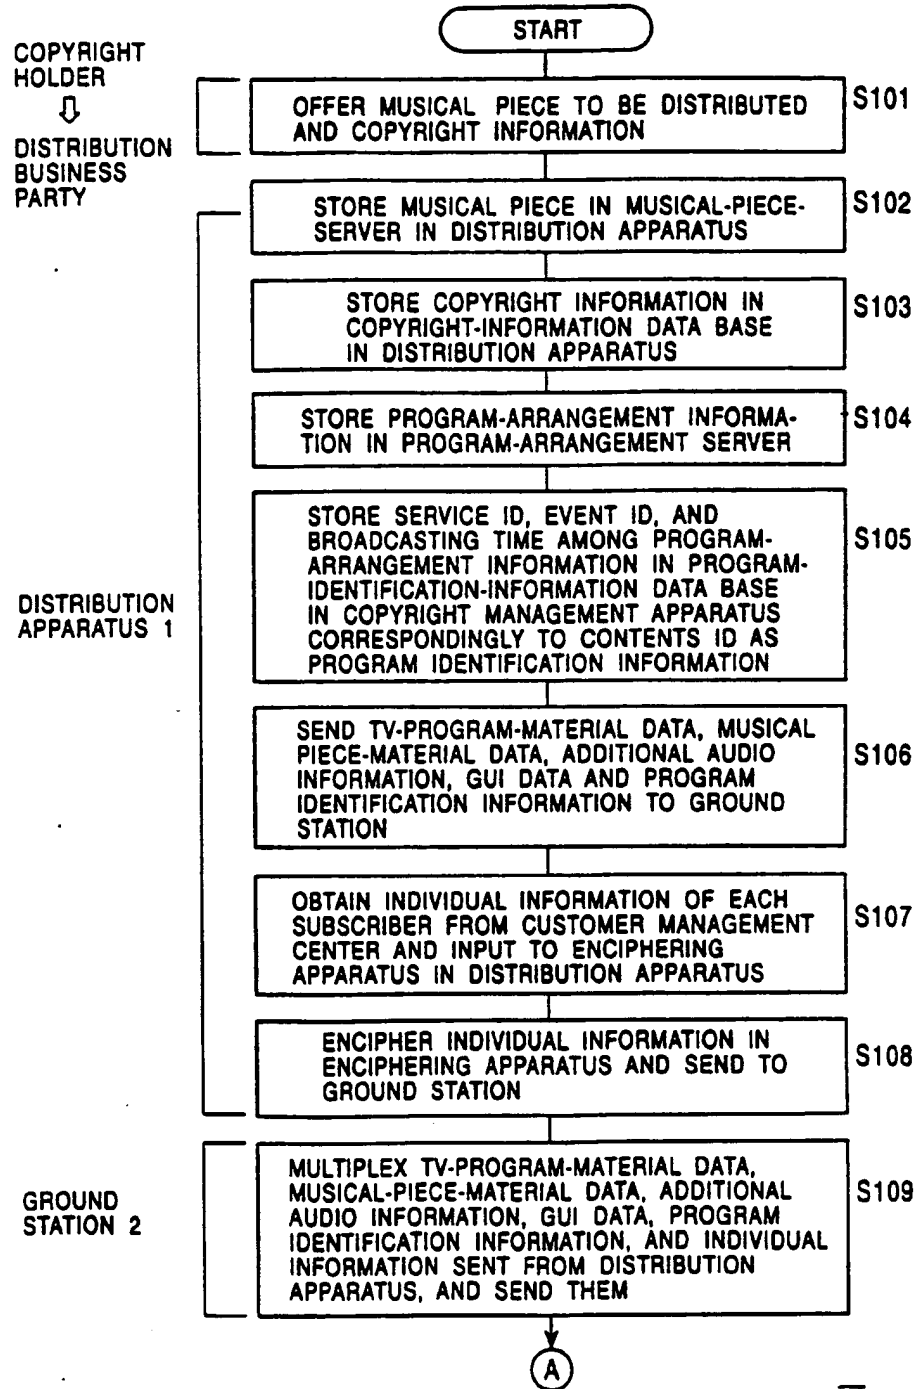 START
COPYRIGHT
HOLDER
⇩
DISTRIBUTION
BUSINESS
PARTY
OFFER MUSICAL PIECE TO BE DISTRIBUTED
AND COPYRIGHT INFORMATION
S101
STORE MUSICAL PIECE IN MUSICAL-PIECE-
SERVER IN DISTRIBUTION APPARATUS
S102
STORE COPYRIGHT INFORMATION IN
COPYRIGHT-INFORMATION DATA BASE
IN DISTRIBUTION APPARATUS
S103
STORE PROGRAM-ARRANGEMENT INFORMA-
TION IN PROGRAM-ARRANGEMENT SERVER
S104
DISTRIBUTION
APPARATUS 1
STORE SERVICE ID, EVENT ID, AND
BROADCASTING TIME AMONG PROGRAM-
ARRANGEMENT INFORMATION IN PROGRAM-
IDENTIFICATION-INFORMATION DATA BASE
IN COPYRIGHT MANAGEMENT APPARATUS
CORRESPONDINGLY TO CONTENTS ID AS
PROGRAM IDENTIFICATION INFORMATION
S105
SEND TV-PROGRAM-MATERIAL DATA, MUSICAL
PIECE-MATERIAL DATA, ADDITIONAL AUDIO
INFORMATION, GUI DATA AND PROGRAM
IDENTIFICATION INFORMATION TO GROUND
STATION
S106
OBTAIN INDIVIDUAL INFORMATION OF EACH
SUBSCRIBER FROM CUSTOMER MANAGEMENT
CENTER AND INPUT TO ENCIPHERING
APPARATUS IN DISTRIBUTION APPARATUS
S107
ENCIPHER INDIVIDUAL INFORMATION IN
ENCIPHERING APPARATUS AND SEND TO
GROUND STATION
S108
GROUND
STATION 2
MULTIPLEX TV-PROGRAM-MATERIAL DATA,
MUSICAL-PIECE-MATERIAL DATA, ADDITIONAL
AUDIO INFORMATION, GUI DATA, PROGRAM
IDENTIFICATION INFORMATION, AND INDIVIDUAL
INFORMATION SENT FROM DISTRIBUTION
APPARATUS, AND SEND THEM
S109
A